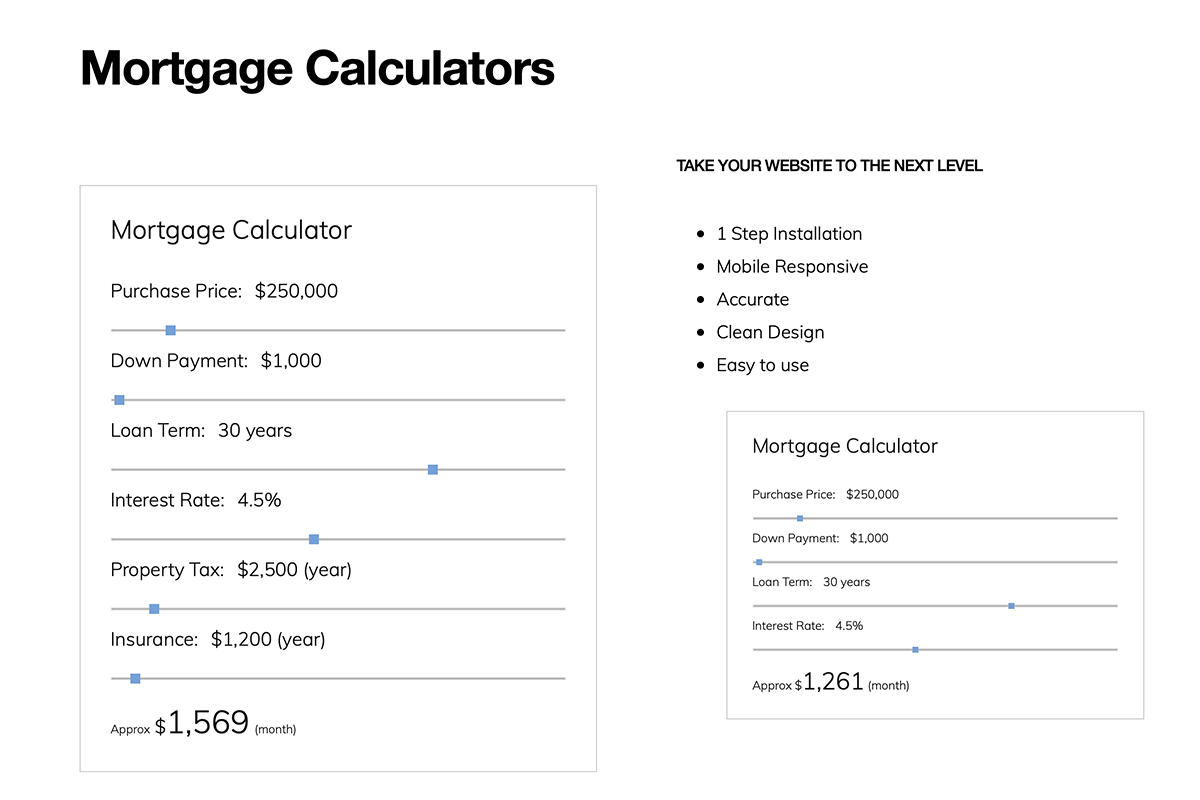 Mortgage Calculators
Mortgage Calculator
Purchase Price: $250,000
Down Payment: $1,000
Loan Term: 30 years
Interest Rate: 4.5%
Property Tax: $2,500 (year)
Insurance: $1,200 (year)
Approx $1,569 (month)
TAKE YOUR WEBSITE TO THE NEXT LEVEL
• 1 Step Installation
• Mobile Responsive
• Accurate
• Clean Design
• Easy to use
Mortgage Calculator
Purchase Price: $250,000
Down Payment: $1,000
Loan Term: 30 years
Interest Rate: 4.5%
Approx $1,261 (month)